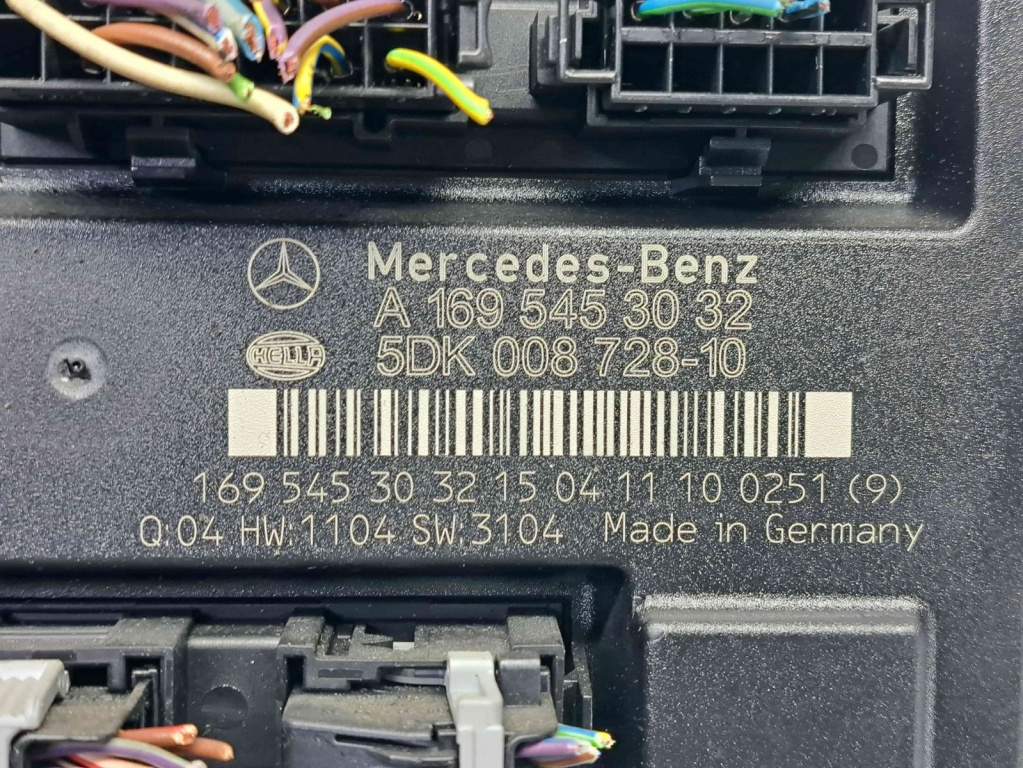 Mercedes-Benz
A 169 545 30 32
HELLA 5DK 008 728-10
169 545 30 32 15 04 11 10 0251 (9)
Q:04 HW:1104 SW:3104 Made in Germany